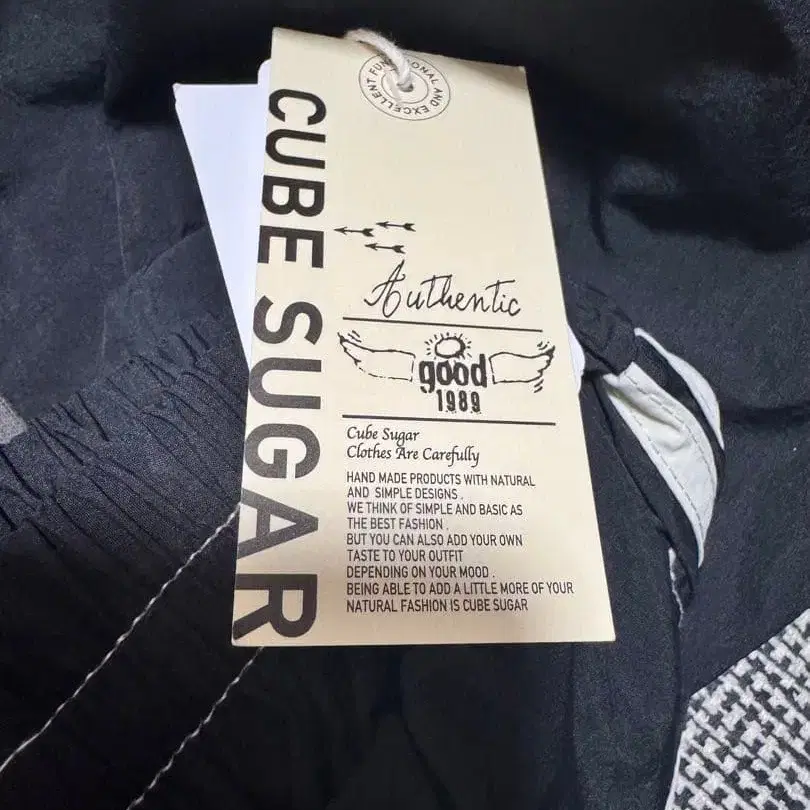 FUNCTIONAL AND EXCELLENT
CUBE SUGAR
Authentic
good
1989
Cube Sugar
Clothes Are Carefully
HAND MADE PRODUCTS WITH NATURAL
AND SIMPLE DESIGNS .
WE THINK OF SIMPLE AND BASIC AS
THE BEST FASHION .
BUT YOU CAN ALSO ADD YOUR OWN
TASTE TO YOUR OUTFIT
DEPENDING ON YOUR MOOD .
BEING ABLE TO ADD A LITTLE MORE OF YOUR
NATURAL FASHION IS CUBE SUGAR